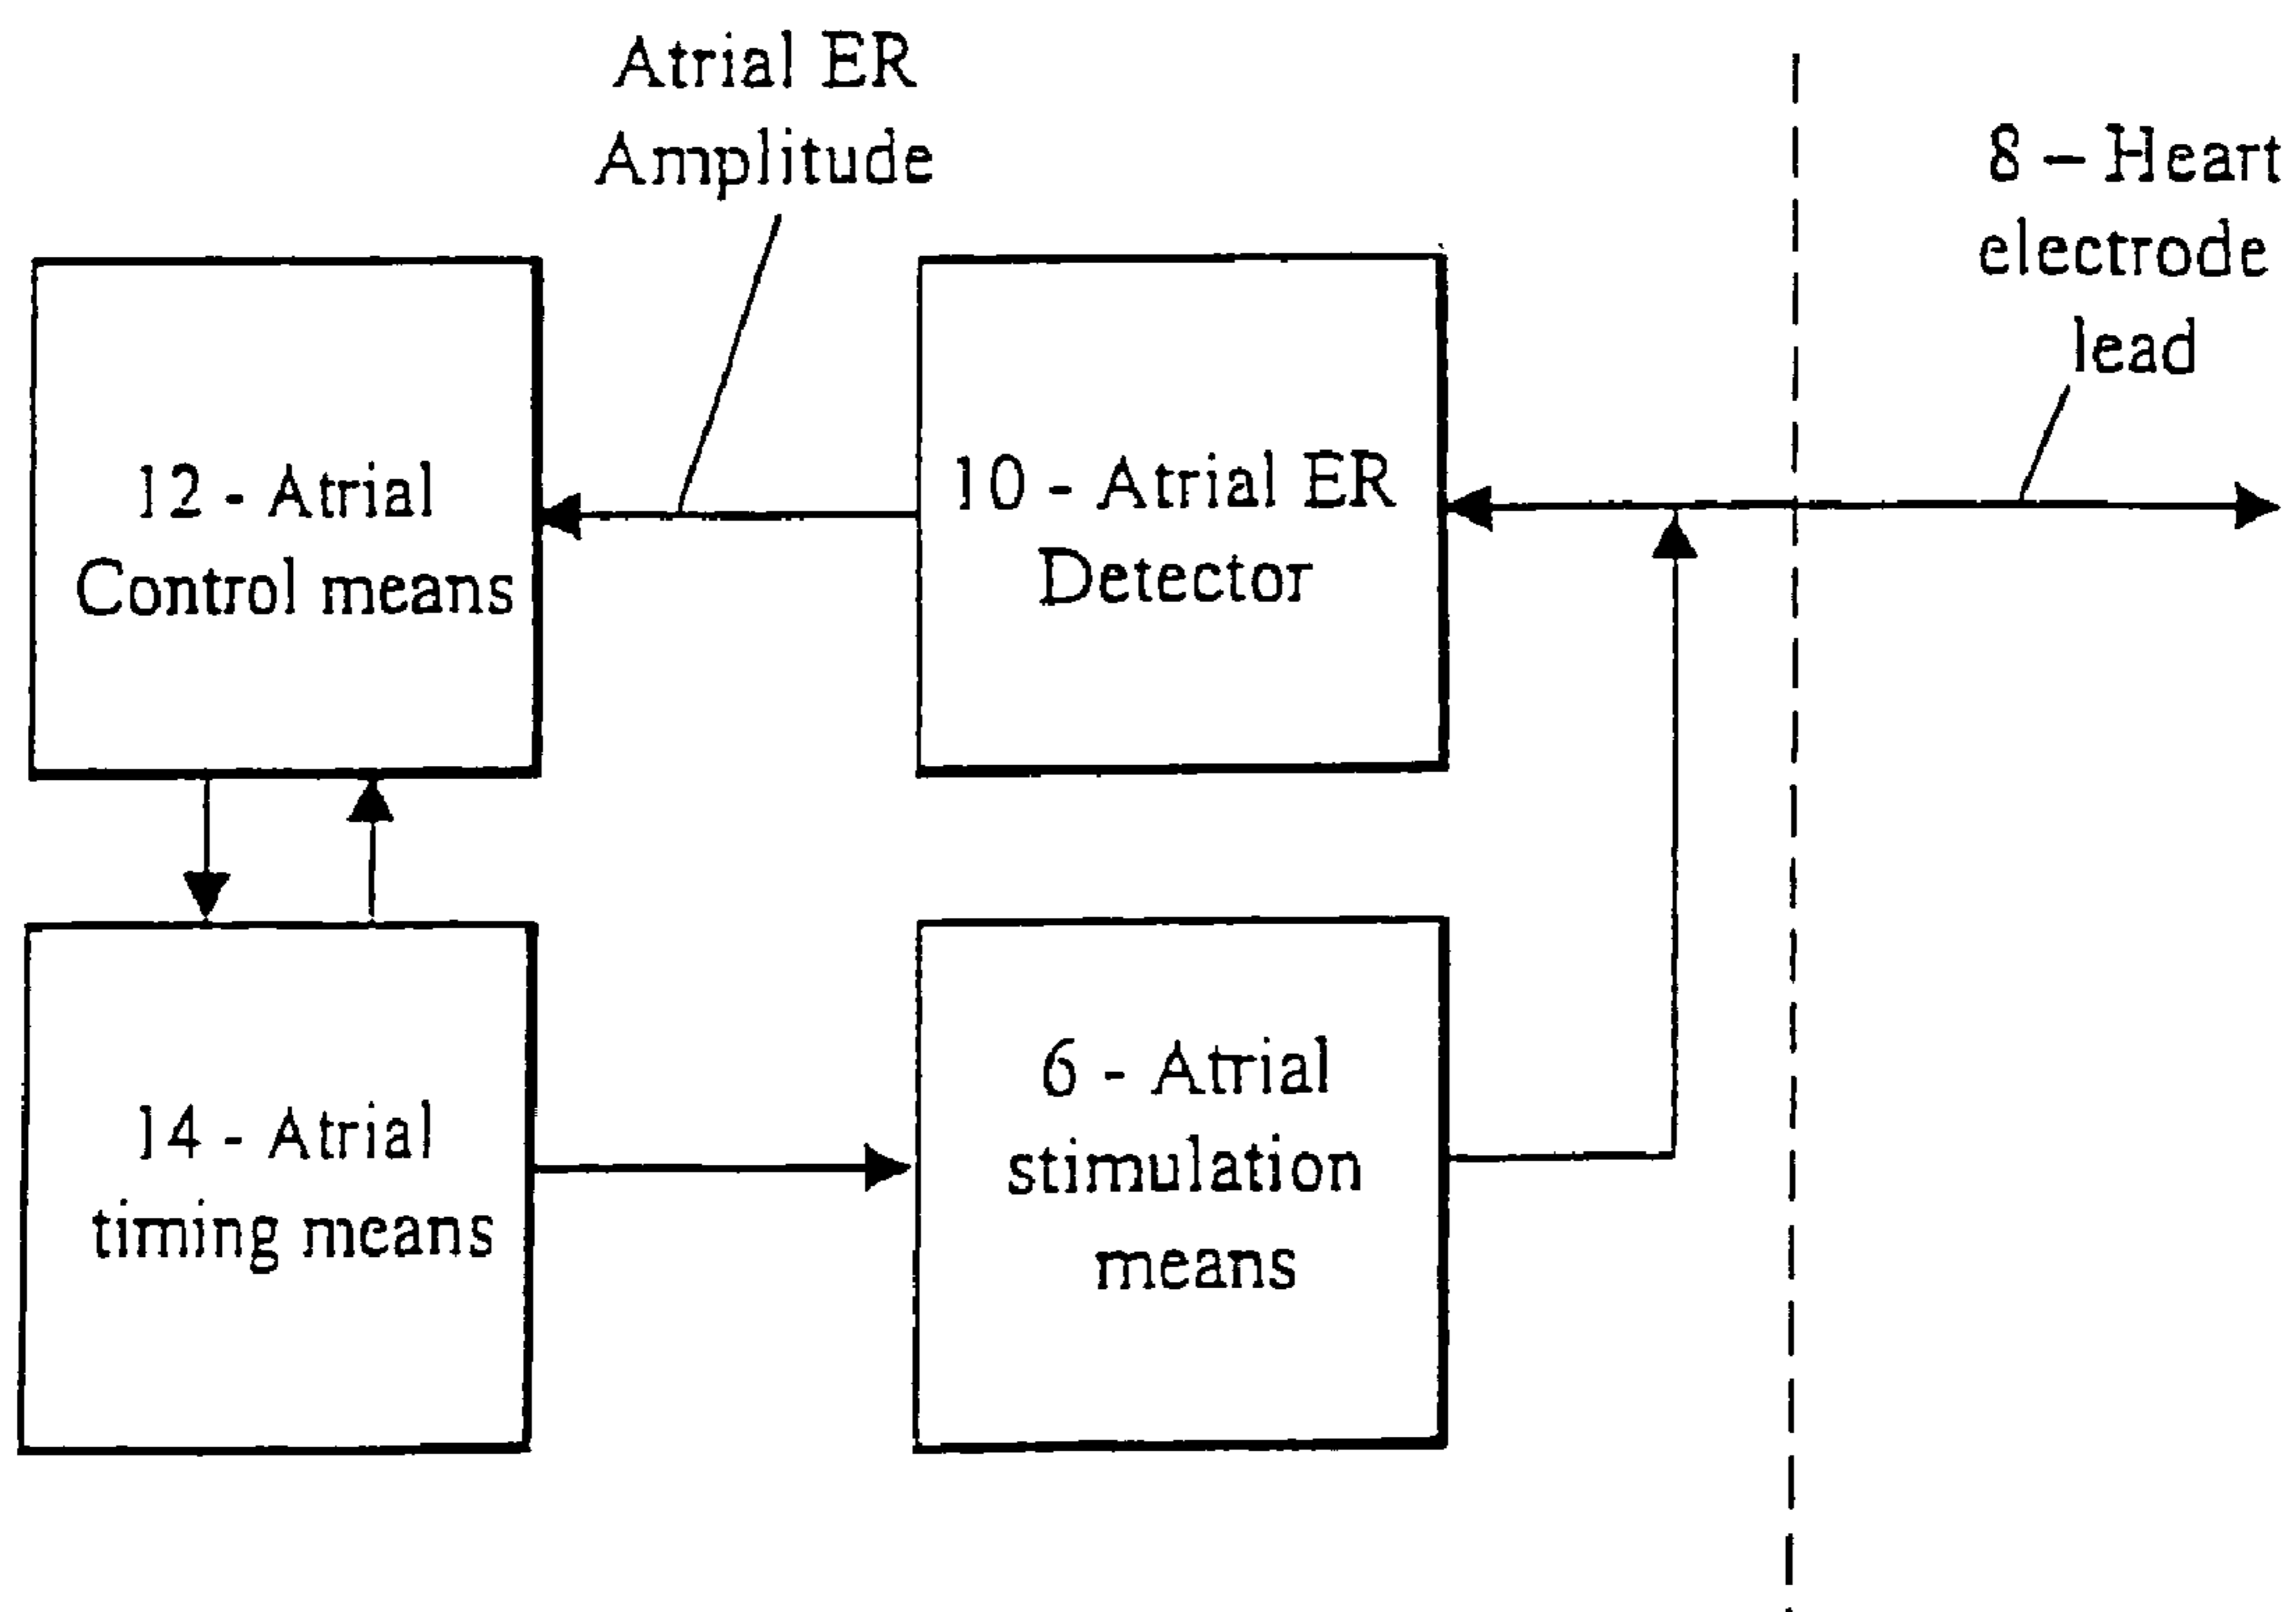 Atrial ER
Amplitude
8 – Heart
electrode
lead
12 - Atrial
Control means
10 - Atrial ER
Detector
14 - Atrial
timing means
6 - Atrial
stimulation
means